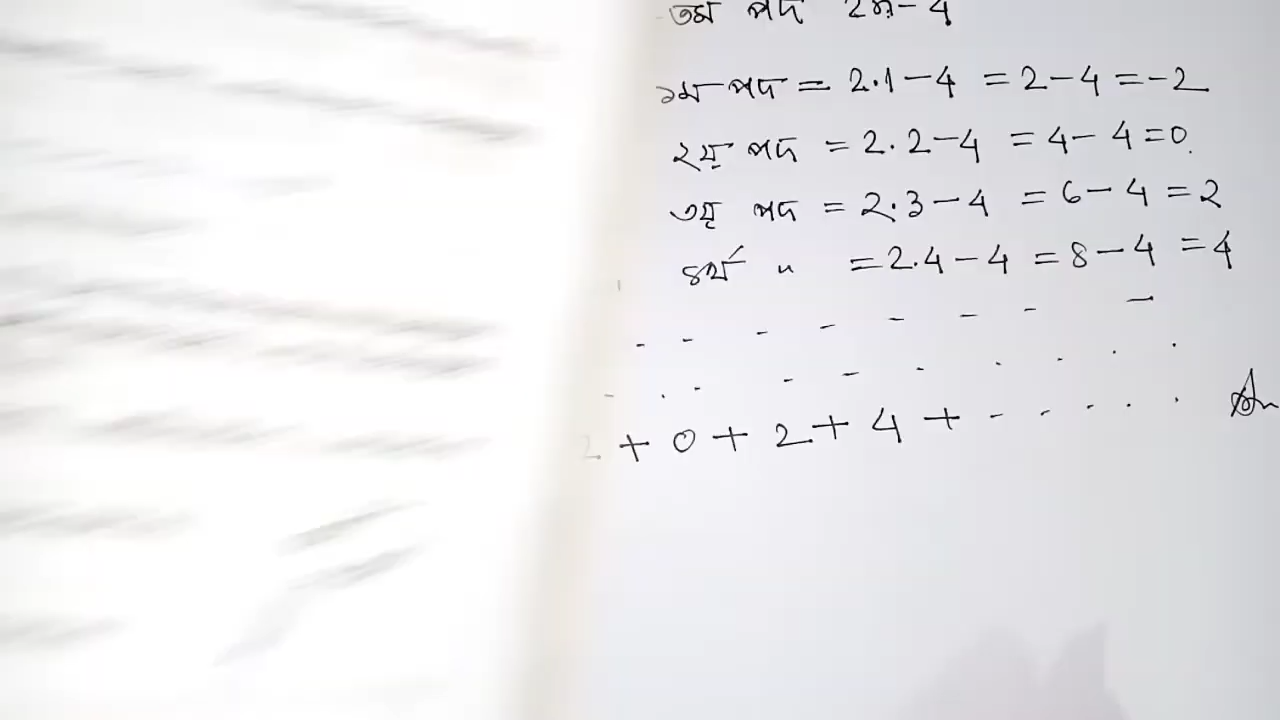 তম পদ 2n-4
১ম পদ = 2.1-4 = 2-4 = -2
২য় পদ = 2.2-4 = 4-4 = 0.
৩য় পদ = 2.3-4 = 6-4 = 2
৪র্থ " = 2.4-4 = 8-4 = 4
- - - - - - - -
- . - - - . . . . .
2 + 0 + 2 + 4 + - . . . . . Ans